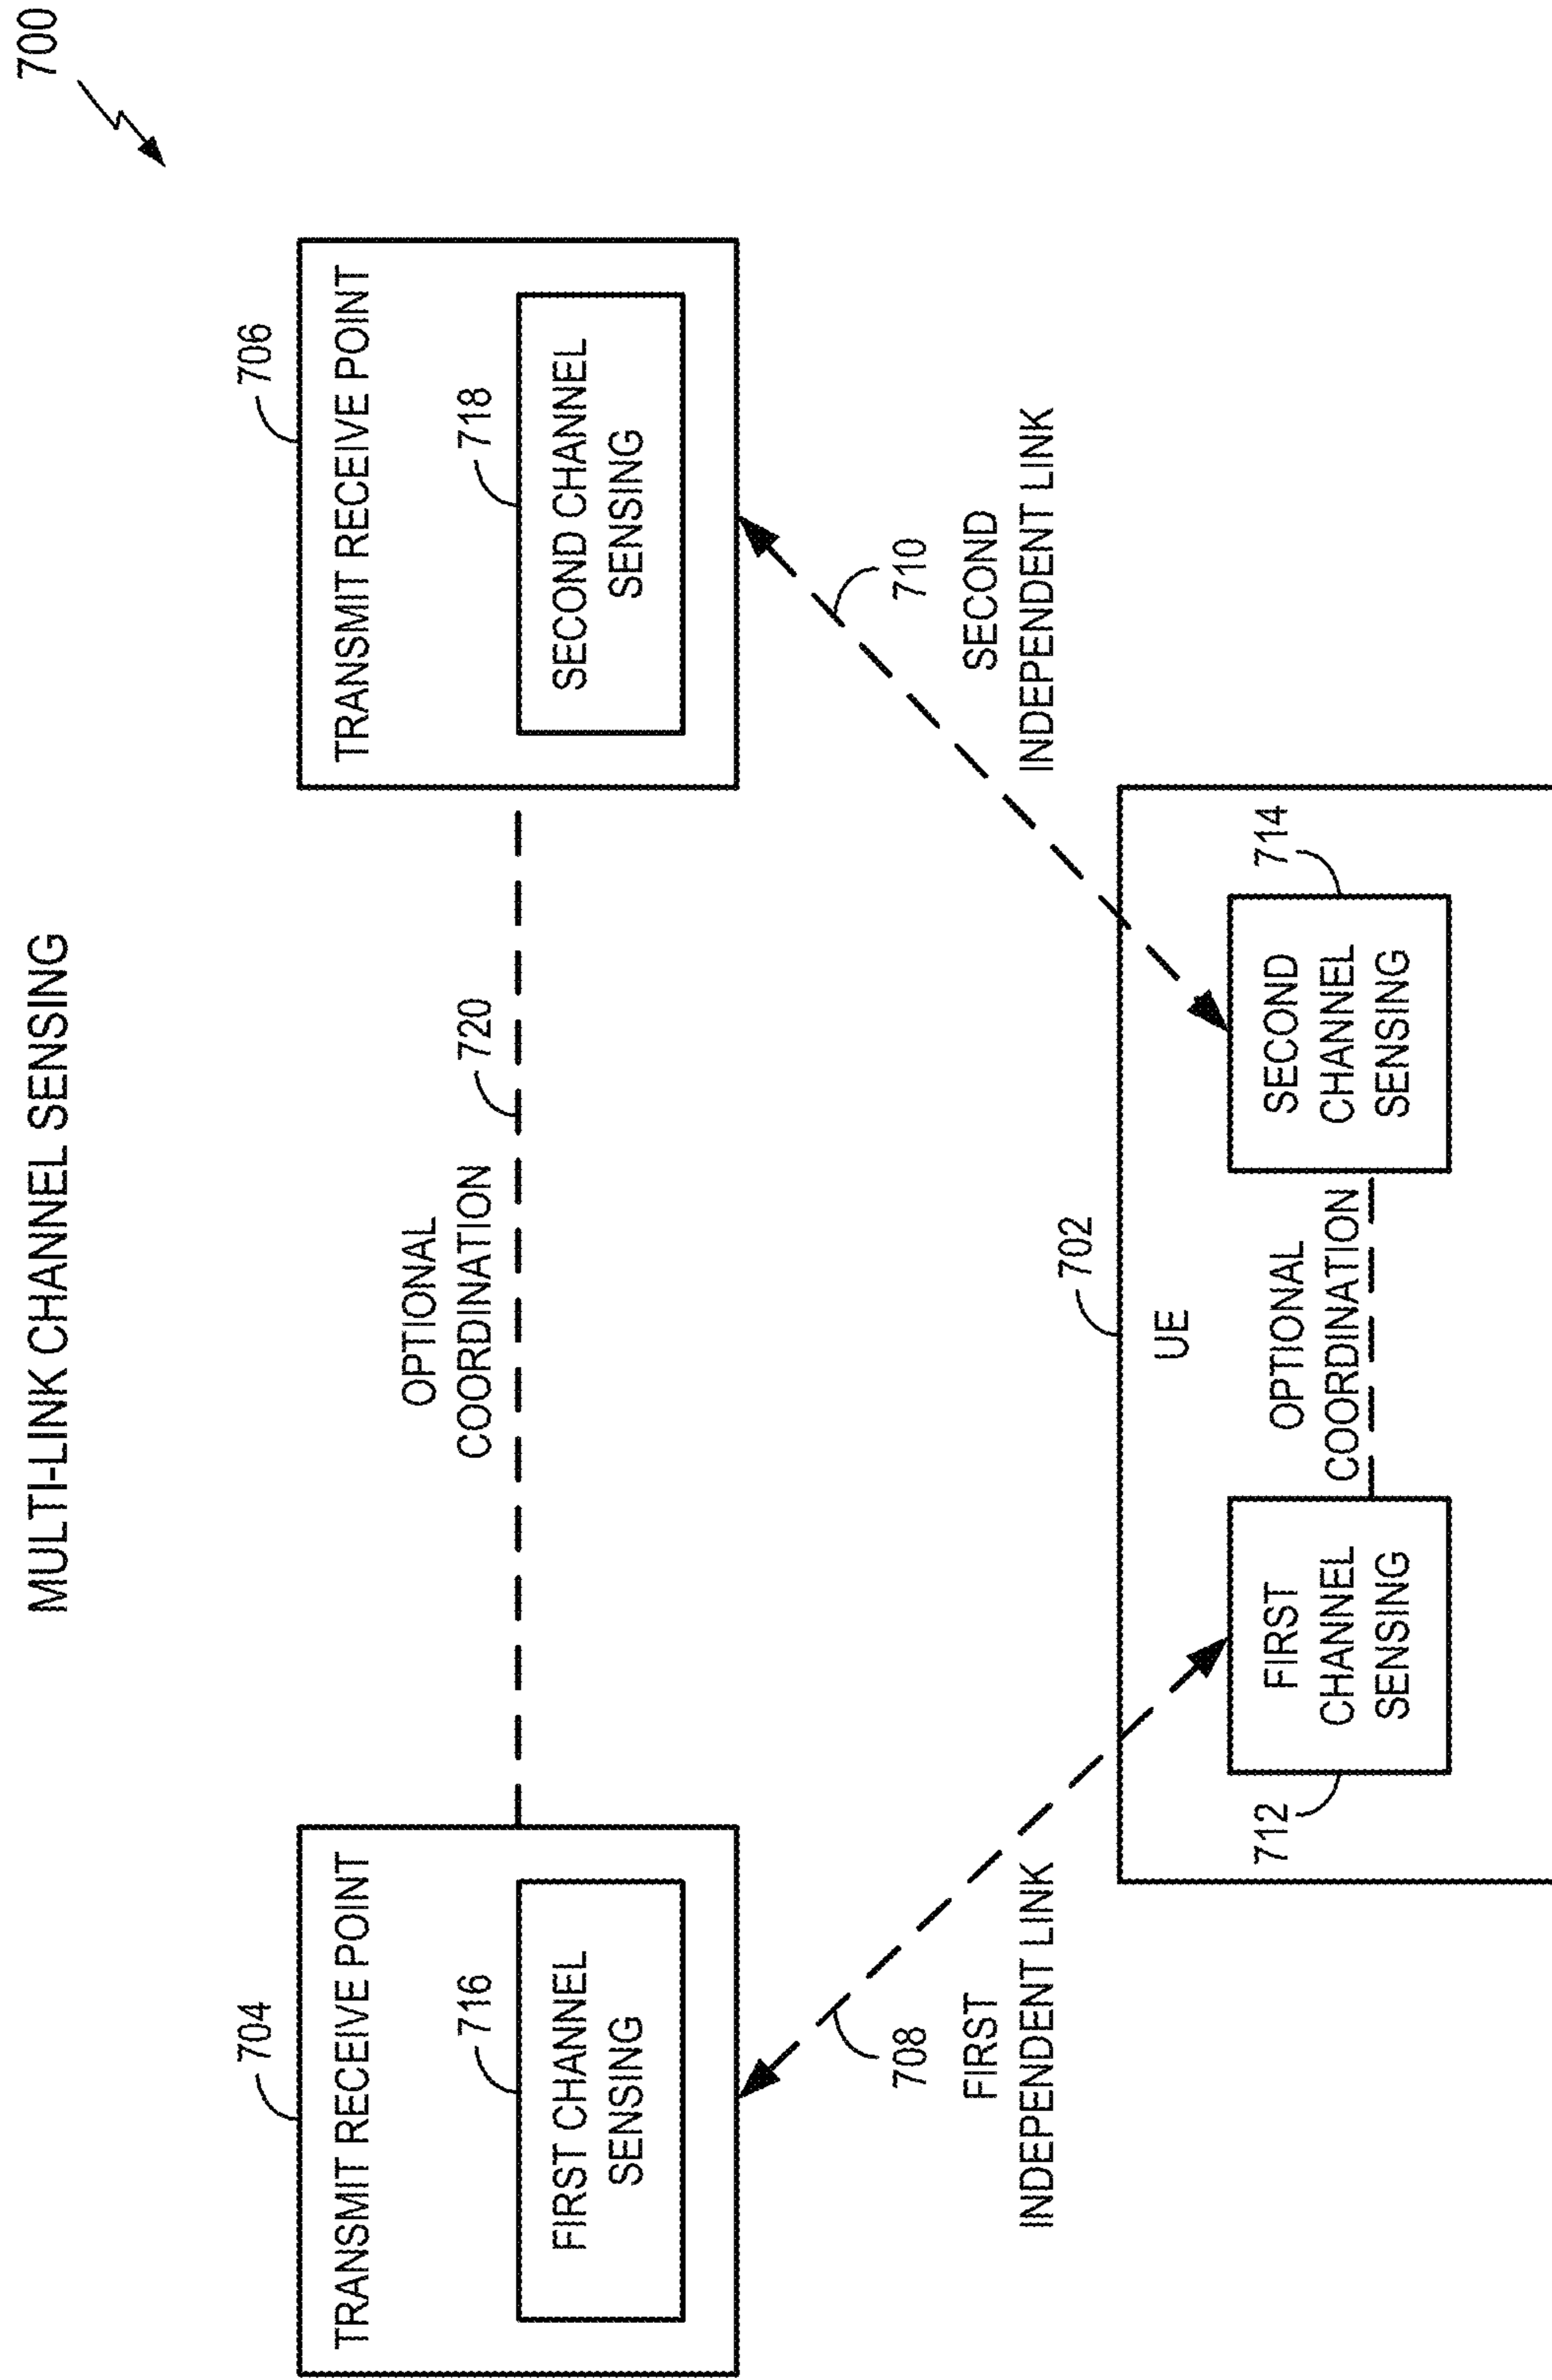 MULTI-LINK CHANNEL SENSING
700
704
TRANSMIT RECEIVE POINT
716
FIRST CHANNEL
SENSING
OPTIONAL
COORDINATION
720
706
TRANSMIT RECEIVE POINT
718
SECOND CHANNEL
SENSING
708
FIRST
INDEPENDENT LINK
710
SECOND
INDEPENDENT LINK
702
UE
712
FIRST
CHANNEL
SENSING
OPTIONAL
COORDINATION
714
SECOND
CHANNEL
SENSING